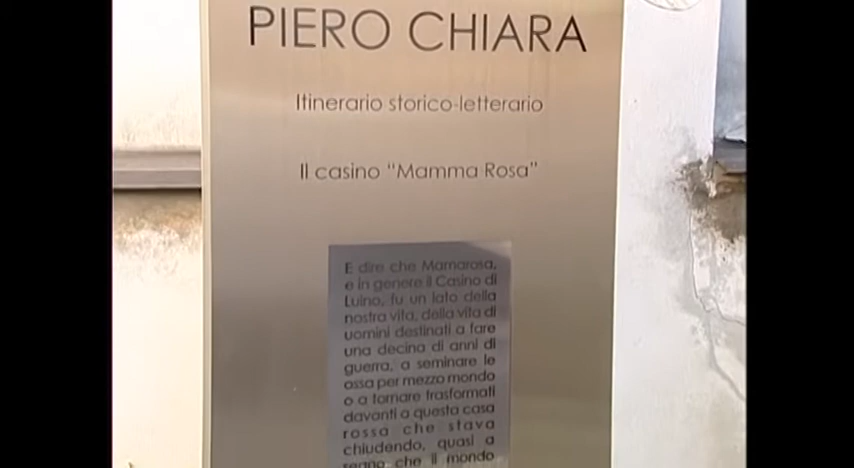 PIERO CHIARA
Itinerario storico-letterario
Il casino "Mamma Rosa"
E dire che Mamarosa,
e in genere il Casino di
Luino, fu un lato della
nostra vita, della vita di
uomini destinati a fare
una decina di anni di
guerra, a seminare le
ossa per mezzo mondo
o a tornare trasformati
davanti a questa casa
rossa che stava
chiudendo, quasi a
segno che il mondo